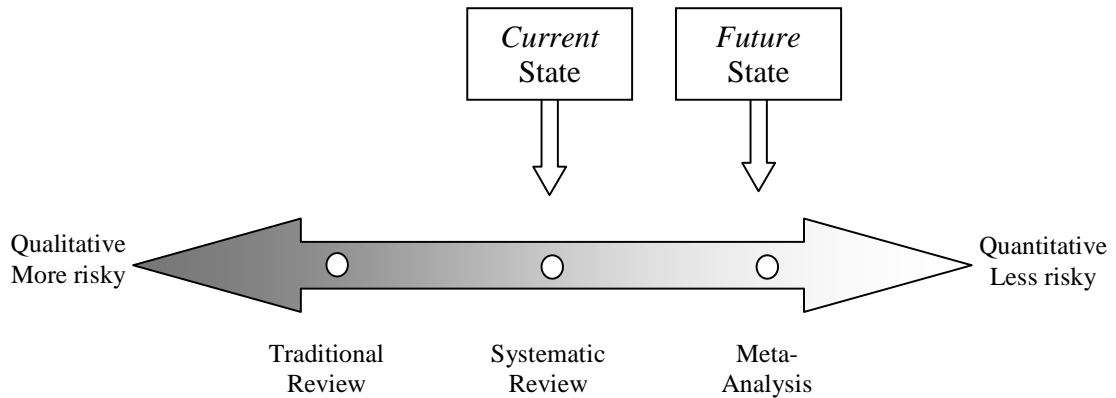 Current
State
Future
State
Qualitative
More risky
Quantitative
Less risky
Traditional
Review
Systematic
Review
Meta-
Analysis